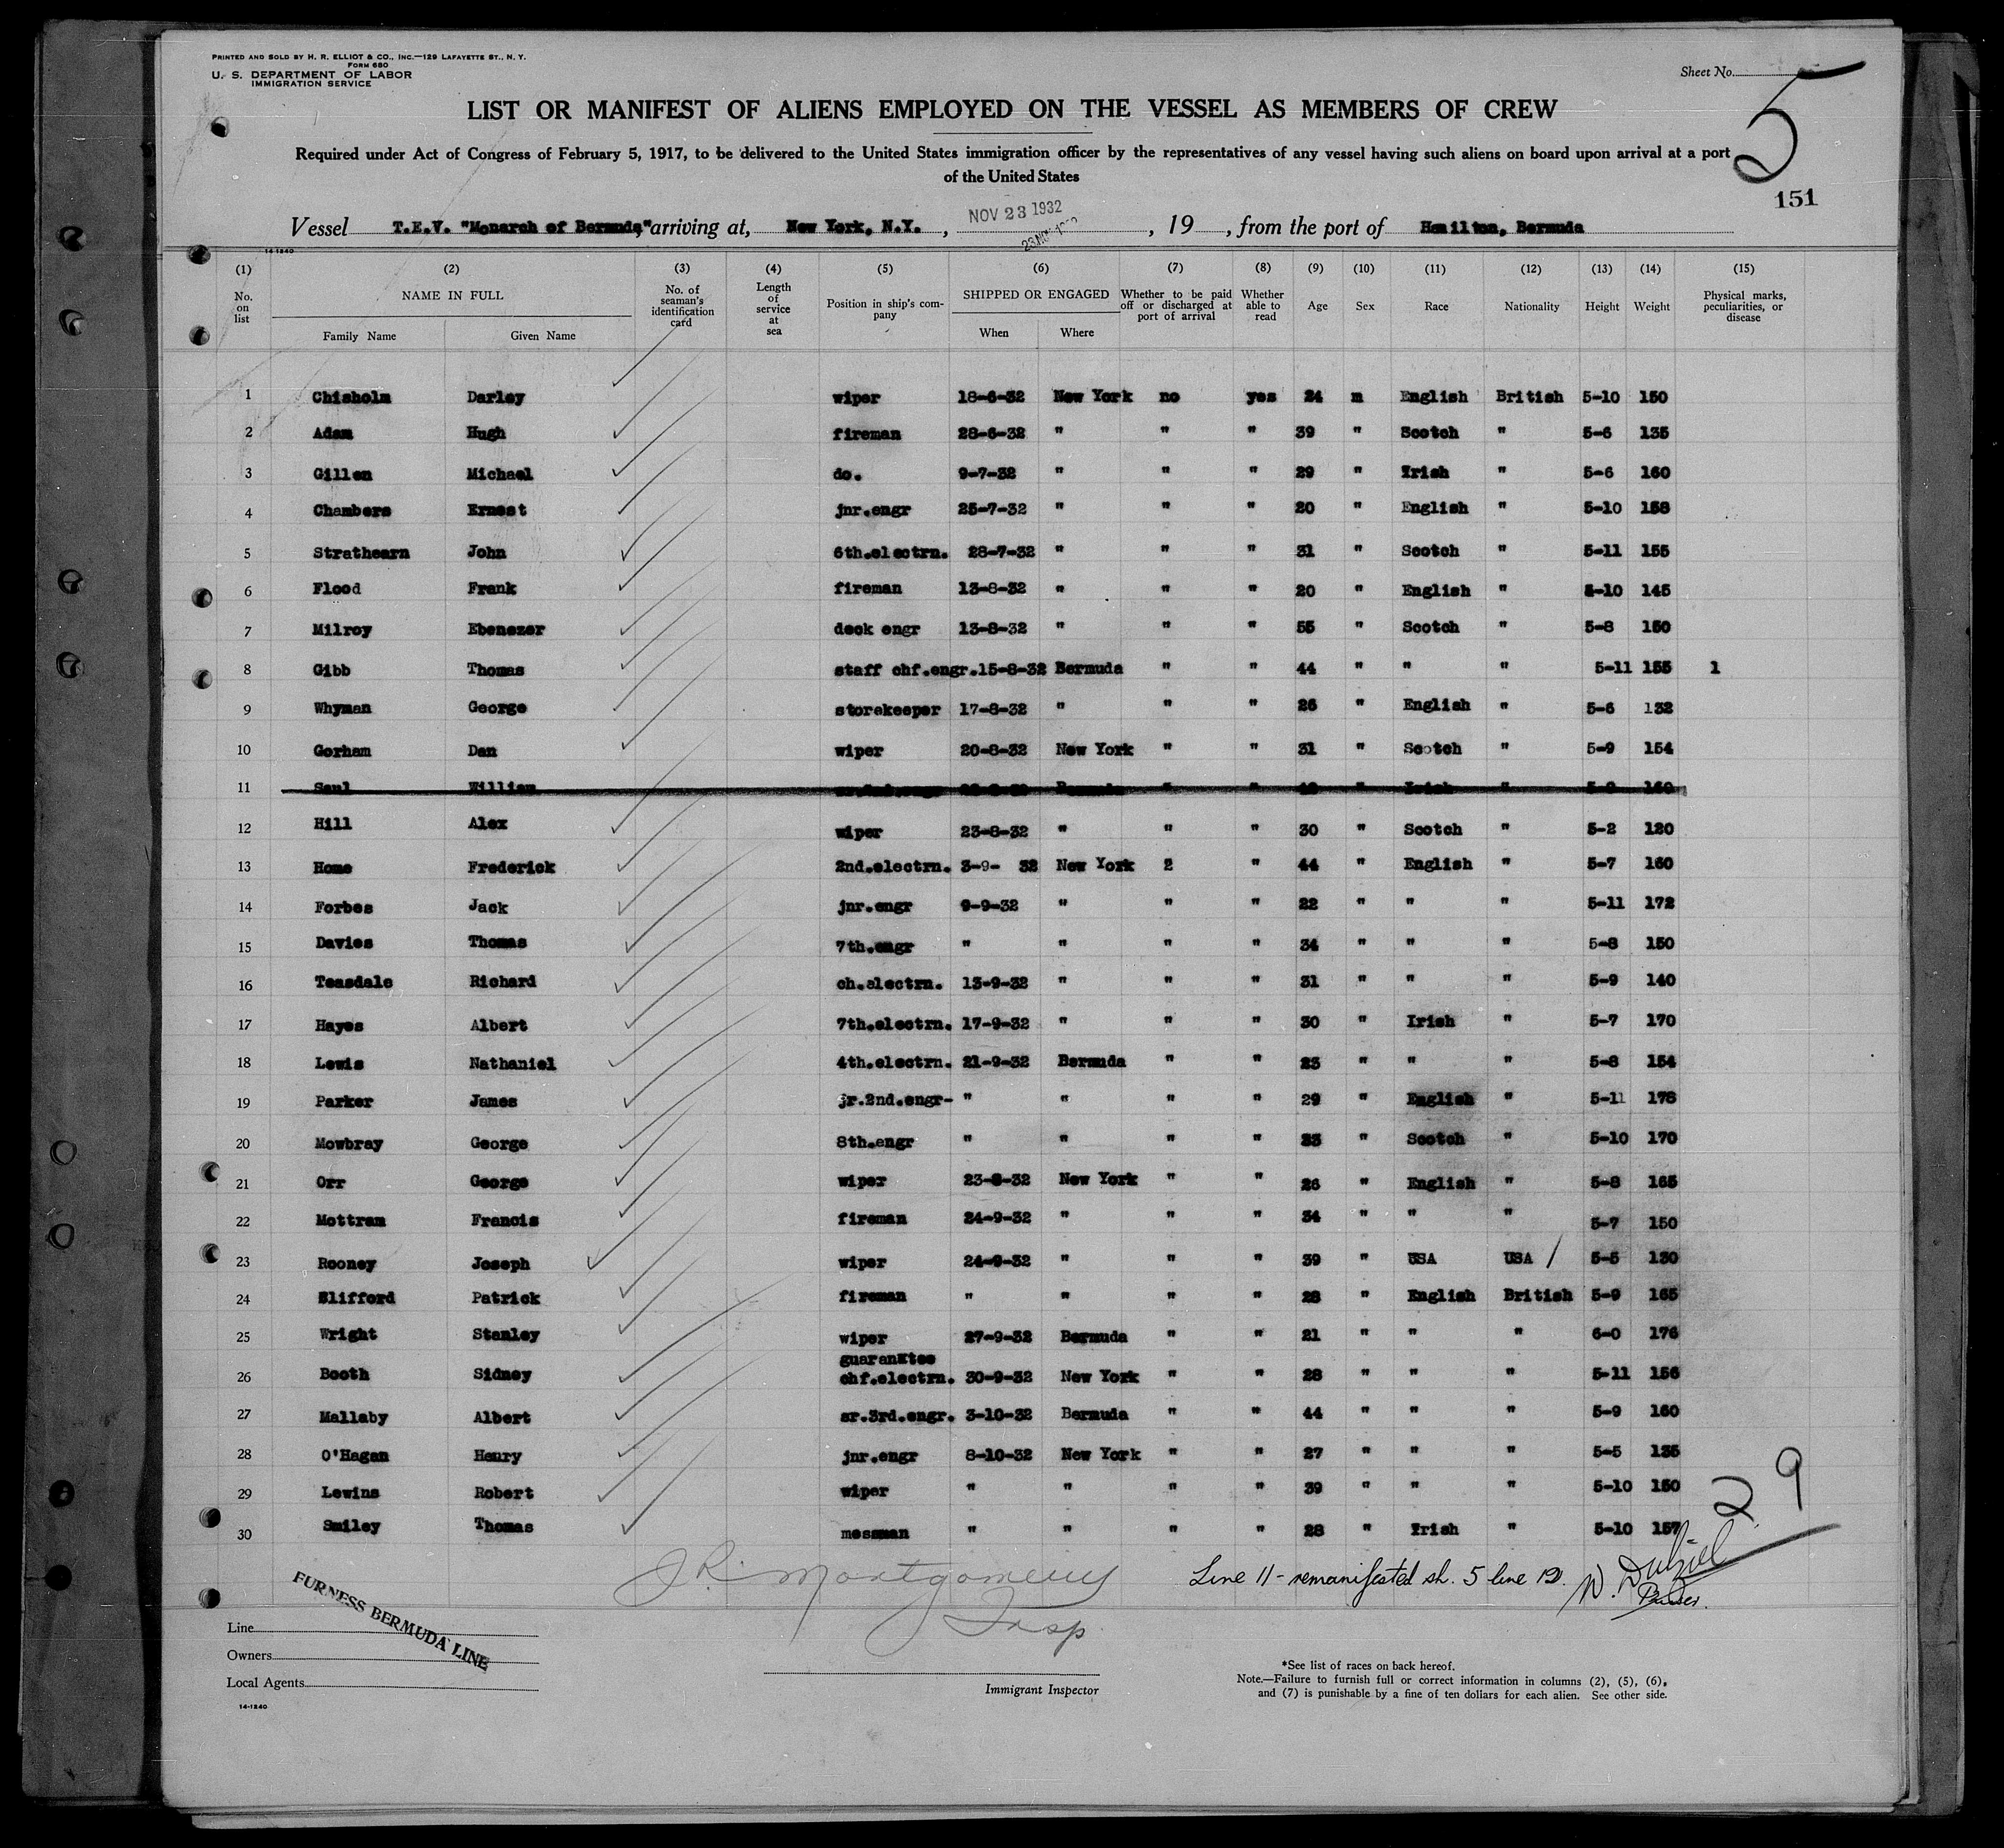 PRINTED AND SOLD BY H. R. ELLIOT & CO., INC.—129 LAFAYETTE ST., N. Y.
FORM 680
U. S. DEPARTMENT OF LABOR
IMMIGRATION SERVICE
Sheet No.
5
LIST OR MANIFEST OF ALIENS EMPLOYED ON THE VESSEL AS MEMBERS OF CREW
Required under Act of Congress of February 5, 1917, to be delivered to the United States immigration officer by the representatives of any vessel having such aliens on board upon arrival at a port
of the United States
151
Vessel T.E.V. "Monarch of Bermuda," arriving at, New York, N.Y. , NOV 23 1932 , 19 , from the port of Hamilton, Bermuda
23 NOV 1932
14-1240
(1) (2) (3) (4) (5) (6) (7) (8) (9) (10) (11) (12) (13) (14) (15)
No. on list NAME IN FULL Family Name Given Name No. of seaman's identification card Length of service at sea Position in ship's company SHIPPED OR ENGAGED When Where Whether to be paid off or discharged at port of arrival Whether able to read Age Sex Race Nationality Height Weight Physical marks, peculiarities, or disease
1 Chisholm Darley wiper 18-6-32 New York no yes 24 m English British 5-10 150
2 Adam Hugh fireman 28-6-32 " " " 39 " Scotch " 5-6 135
3 Gillen Michael do. 9-7-32 " " " 29 " Irish " 5-6 160
4 Chambers Ernest jnr.engr 25-7-32 " " " 20 " English " 5-10 158
5 Strathearn John 6th.electrn. 28-7-32 " " " 31 " Scotch " 5-11 155
6 Flood Frank fireman 13-8-32 " " " 20 " English " 5-10 145
7 Milroy Ebenezer deck engr 13-8-32 " " " 55 " Scotch " 5-8 150
8 Gibb Thomas staff chf.engr. 15-8-32 Bermuda " " 44 " " " 5-11 155 1
9 Whyman George storekeeper 17-8-32 " " " 26 " English " 5-6 132
10 Gorham Dan wiper 20-8-32 New York " " 31 " Scotch " 5-9 154
11 Saul William Bermuda " " " Irish " 160
12 Hill Alex wiper 23-8-32 " " " 30 " Scotch " 5-2 120
13 Home Frederick 2nd.electrn. 3-9- 32 New York 2 " 44 " English " 5-7 160
14 Forbes Jack jnr.engr 9-9-32 " " " 22 " " " 5-11 172
15 Davies Thomas 7th.engr " " " " 34 " " " 5-8 150
16 Teasdale Richard ch.electrn. 13-9-32 " " " 31 " " " 5-9 140
17 Hayes Albert 7th.electrn. 17-9-32 " " " 30 " Irish " 5-7 170
18 Lewis Nathaniel 4th.electrn. 21-9-32 Bermuda " " 23 " " " 5-8 154
19 Parker James jr.2nd.engr- " " " " 29 " English " 5-11 178
20 Mowbray George 8th.engr " " " " 23 " Scotch " 5-10 170
21 Orr George wiper 23-8-32 New York " " 26 " English " 5-8 165
22 Mottram Francis fireman 24-9-32 " " " 34 " " " 5-7 150
23 Rooney Joseph wiper 24-9-32 " " " 39 " USA USA / 5-5 130
24 Slifford Patrick fireman " " " " 28 " English British 5-9 165
25 Wright Stanley wiper 27-9-32 Bermuda " " 21 " " " 6-0 176
guarantee
26 Booth Sidney chf.electrn. 30-9-32 New York " " 28 " " " 5-11 156
27 Mallaby Albert sr.3rd.engr. 3-10-32 Bermuda " " 44 " " " 5-9 160
28 O'Hagan Henry jnr.engr 8-10-32 New York " " 27 " " " 5-5 135
29 Lewins Robert wiper " " " " 39 " " " 5-10 150
30 Smiley Thomas messman " " " " 28 " Irish " 5-10 157
29
J.R. Montgomery
Insp.
Line 11 - remanifested sh. 5 line 12.
W. Dalziel
Purser.
FURNESS BERMUDA LINE
Line
Owners
Local Agents
14-1240
Immigrant Inspector
*See list of races on back hereof.
Note.—Failure to furnish full or correct information in columns (2), (5), (6),
and (7) is punishable by a fine of ten dollars for each alien. See other side.